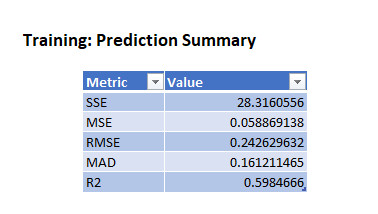 Training: Prediction Summary
Metric Value
SSE 28.3160556
MSE 0.058869138
RMSE 0.242629632
MAD 0.161211465
R2 0.5984666